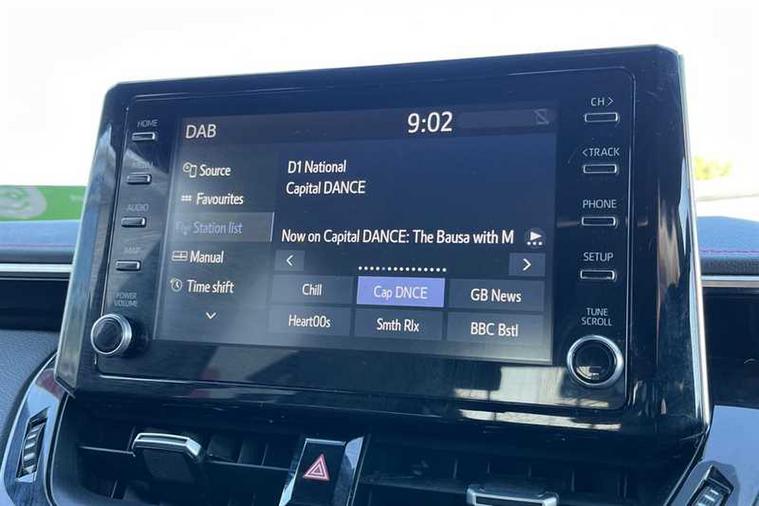 DAB
9:02
Source
Favourites
Station list
Manual
Time shift
D1 National
Capital DANCE
Now on Capital DANCE: The Bausa with M
<
>
Chill
Cap DNCE
GB News
Heart00s
Smth Rlx
BBC Bstl
HOME
MENU
AUDIO
MAP
POWER
VOLUME
CH >
< TRACK
PHONE
SETUP
TUNE
SCROLL